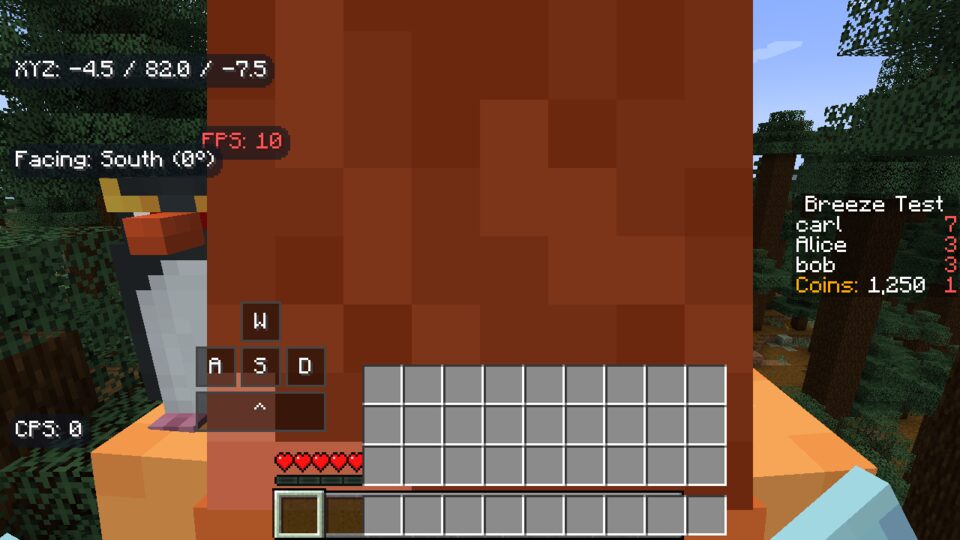 XYZ: -4.5 / 82.0 / -7.5
FPS: 10
Facing: South (0°)
Breeze Test
carl 7
Alice 3
bob 3
Coins: 1,250 1
W
A S D
^
CPS: 0